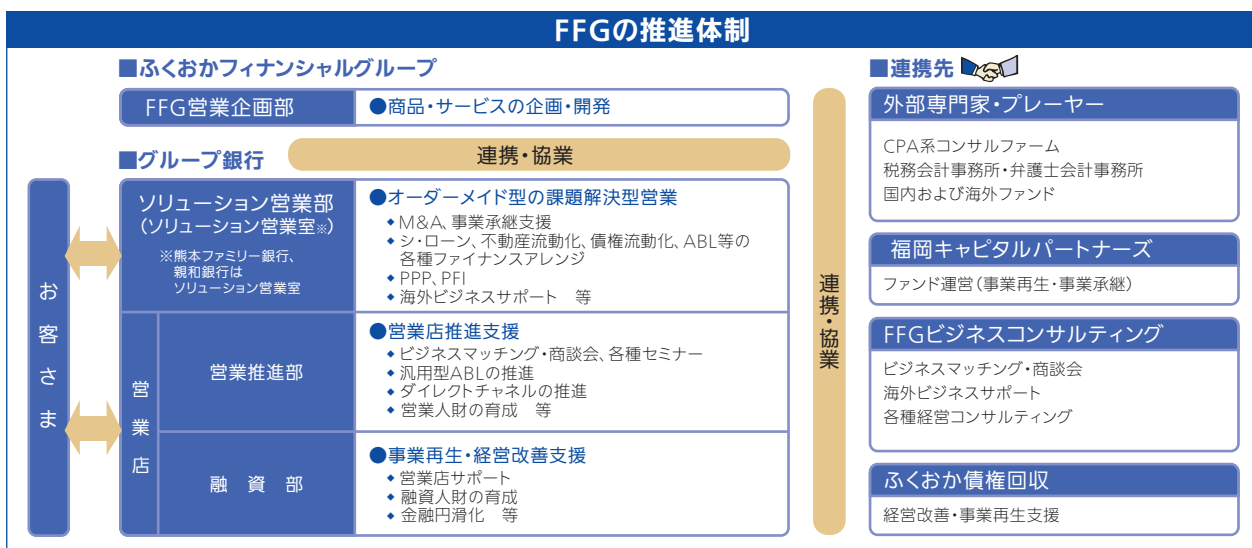 FFGの推進体制
■ふくおかフィナンシャルグループ
FFG営業企画部
●商品・サービスの企画・開発
■グループ銀行
連携・協業
お客さま
ソリューション営業部
(ソリューション営業室※)
※熊本ファミリー銀行、
親和銀行は
ソリューション営業室
●オーダーメイド型の課題解決型営業
◆M&A、事業承継支援
◆シ・ローン、不動産流動化、債権流動化、ABL等の
各種ファイナンスアレンジ
◆PPP、PFI
◆海外ビジネスサポート 等
営業店
営業推進部
●営業店推進支援
◆ビジネスマッチング・商談会、各種セミナー
◆汎用型ABLの推進
◆ダイレクトチャネルの推進
◆営業人財の育成 等
融資部
●事業再生・経営改善支援
◆営業店サポート
◆融資人財の育成
◆金融円滑化 等
連携・協業
■連携先
外部専門家・プレーヤー
CPA系コンサルファーム
税務会計事務所・弁護士会計事務所
国内および海外ファンド
福岡キャピタルパートナーズ
ファンド運営(事業再生・事業承継)
FFGビジネスコンサルティング
ビジネスマッチング・商談会
海外ビジネスサポート
各種経営コンサルティング
ふくおか債権回収
経営改善・事業再生支援